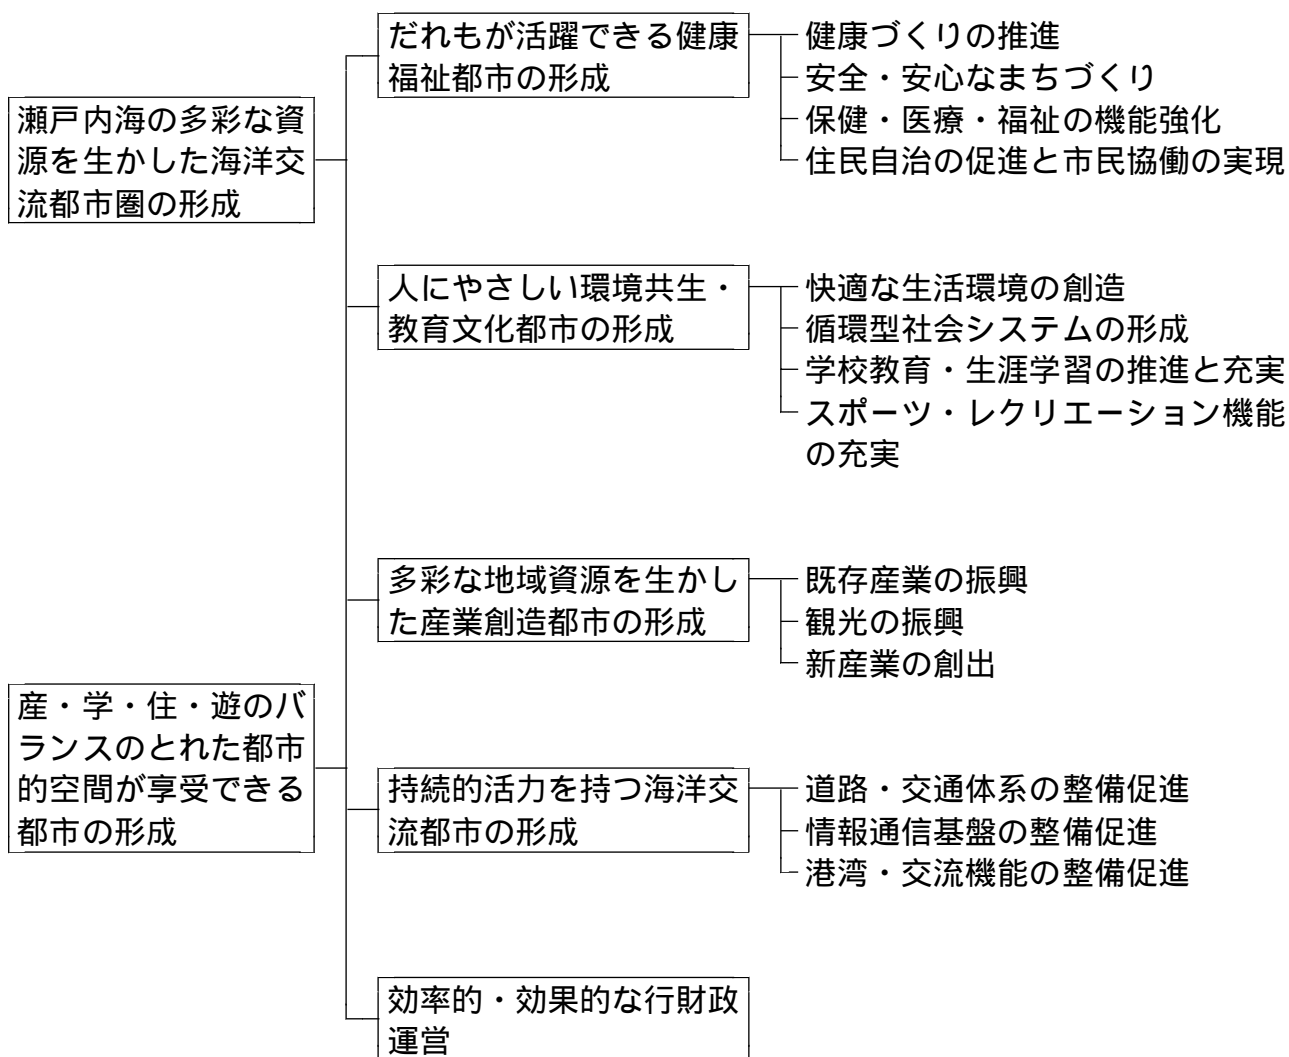 瀬戸内海の多彩な資
源を生かした海洋交
流都市圏の形成
産・学・住・遊のバ
ランスのとれた都市
的空間が享受できる
都市の形成
だれもが活躍できる健康
福祉都市の形成
健康づくりの推進
安全・安心なまちづくり
保健・医療・福祉の機能強化
住民自治の促進と市民協働の実現
人にやさしい環境共生・
教育文化都市の形成
快適な生活環境の創造
循環型社会システムの形成
学校教育・生涯学習の推進と充実
スポーツ・レクリエーション機能
の充実
多彩な地域資源を生かし
た産業創造都市の形成
既存産業の振興
観光の振興
新産業の創出
持続的活力を持つ海洋交
流都市の形成
道路・交通体系の整備促進
情報通信基盤の整備促進
港湾・交流機能の整備促進
効率的・効果的な行財政
運営